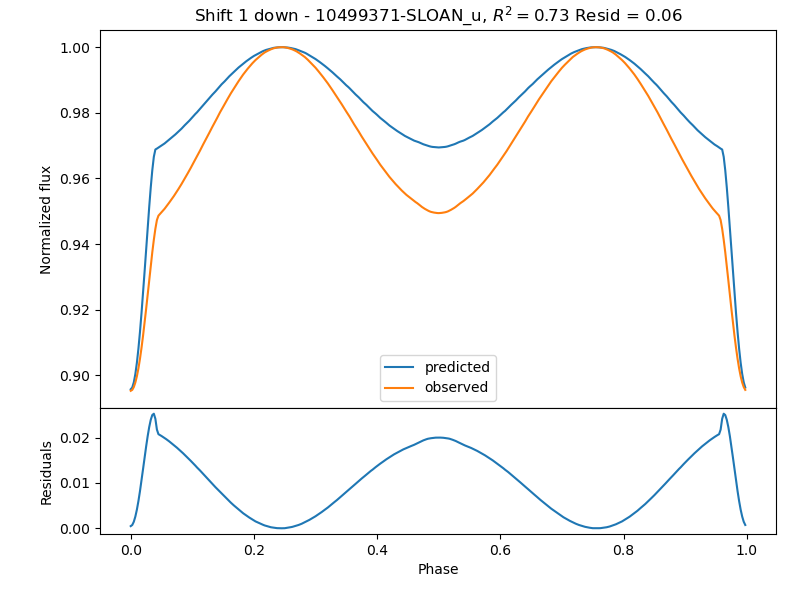 Shift 1 down - 10499371-SLOAN_u, R² = 0.73 Resid = 0.06
1.00
0.98
0.96
0.94
0.92
0.90
Normalized flux
predicted
observed
0.02
0.01
0.00
Residuals
0.0 0.2 0.4 0.6 0.8 1.0
Phase